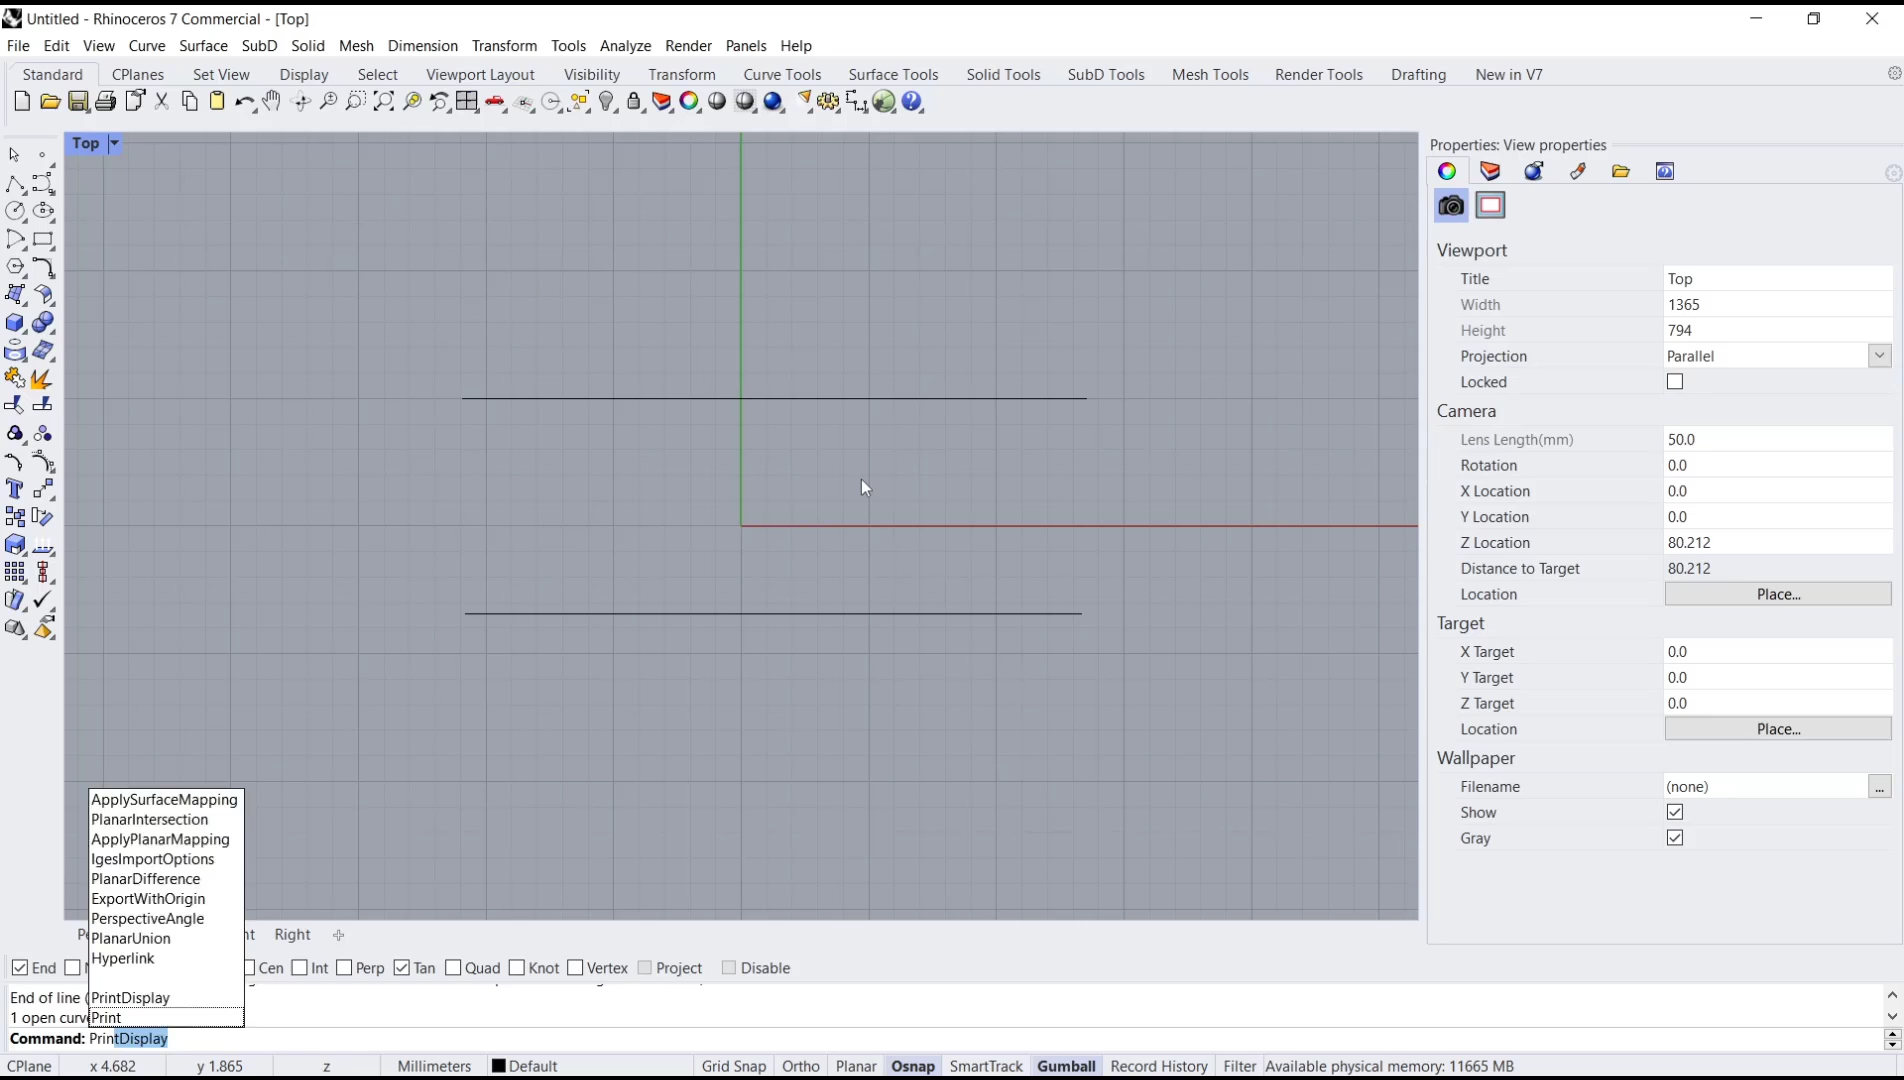 Untitled - Rhinoceros 7 Commercial - [Top]
File Edit View Curve Surface SubD Solid Mesh Dimension Transform Tools Analyze Render Panels Help
Standard CPlanes Set View Display Select Viewport Layout Visibility Transform Curve Tools Surface Tools Solid Tools SubD Tools Mesh Tools Render Tools Drafting New in V7
Top
Properties: View properties
Viewport
Title Top
Width 1365
Height 794
Projection Parallel
Locked
Camera
Lens Length(mm) 50.0
Rotation 0.0
X Location 0.0
Y Location 0.0
Z Location 80.212
Distance to Target 80.212
Location Place...
Target
X Target 0.0
Y Target 0.0
Z Target 0.0
Location Place...
Wallpaper
Filename (none) ...
Show
Gray
ApplySurfaceMapping
PlanarIntersection
ApplyPlanarMapping
IgesImportOptions
PlanarDifference
ExportWithOrigin
PerspectiveAngle
PlanarUnion
Hyperlink
PrintDisplay
Print
Right
End Cen Int Perp Tan Quad Knot Vertex Project Disable
End of line (
1 open curv
Command: PrintDisplay
CPlane x 4.682 y 1.865 z Millimeters Default Grid Snap Ortho Planar Osnap SmartTrack Gumball Record History Filter Available physical memory: 11665 MB